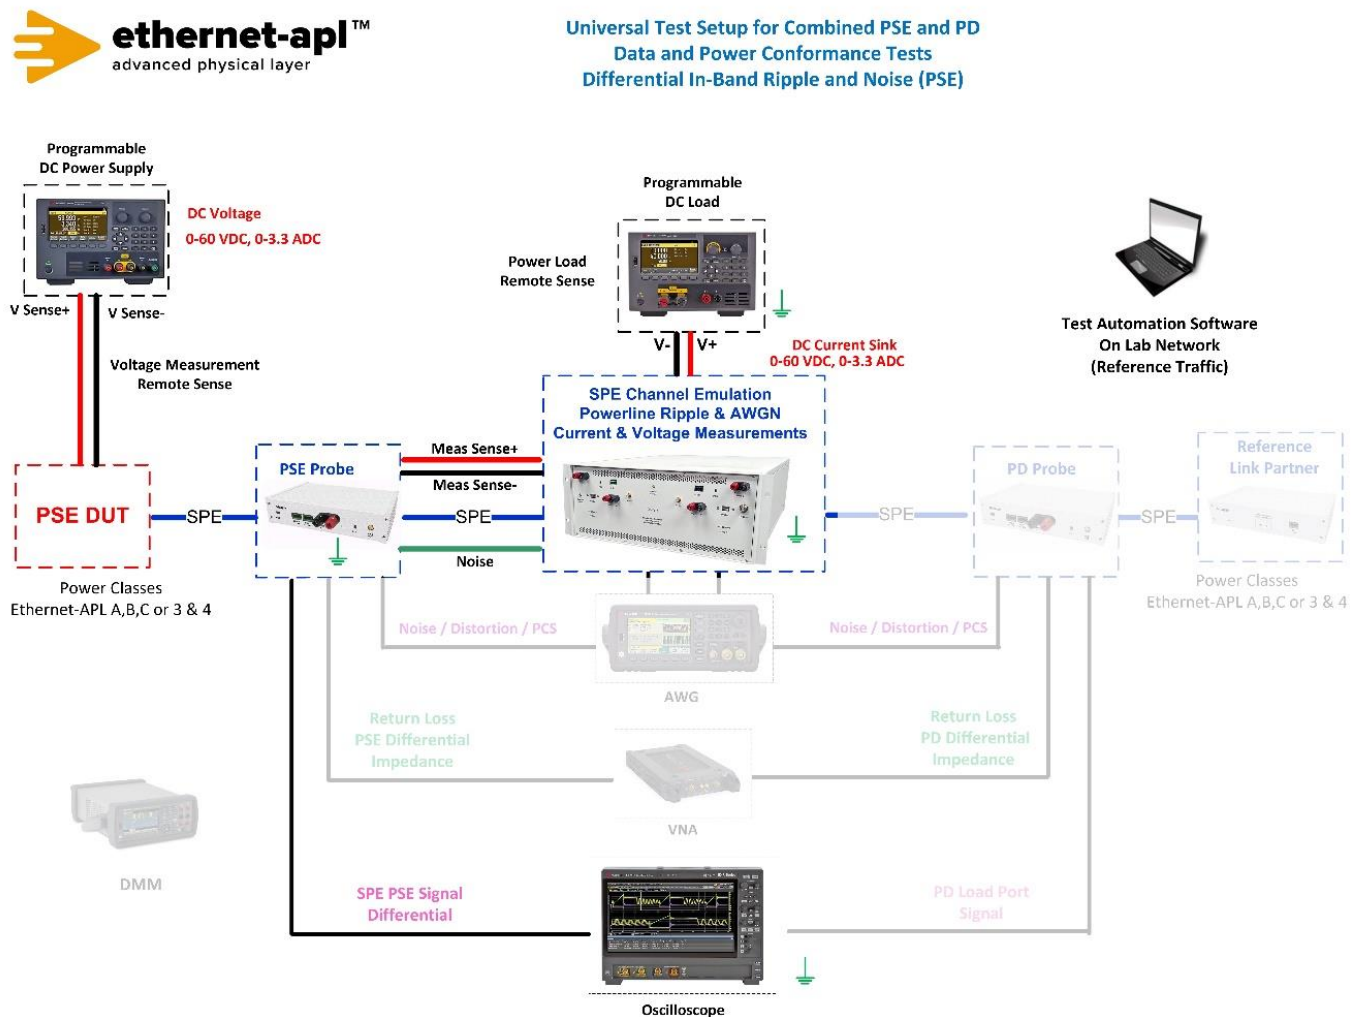 ethernet-apl™
advanced physical layer
Universal Test Setup for Combined PSE and PD
Data and Power Conformance Tests
Differential In-Band Ripple and Noise (PSE)
Programmable
DC Power Supply
DC Voltage
0-60 VDC, 0-3.3 ADC
V Sense+
V Sense-
Voltage Measurement
Remote Sense
Programmable
DC Load
Power Load
Remote Sense
V-
V+
DC Current Sink
0-60 VDC, 0-3.3 ADC
Test Automation Software
On Lab Network
(Reference Traffic)
SPE Channel Emulation
Powerline Ripple & AWGN
Current & Voltage Measurements
PSE DUT
SPE
PSE Probe
Meas Sense+
Meas Sense-
SPE
Noise
SPE
PD Probe
SPE
Reference
Link Partner
Power Classes
Ethernet-APL A,B,C or 3 & 4
Power Classes
Ethernet-APL A,B,C or 3 & 4
Noise / Distortion / PCS
Noise / Distortion / PCS
AWG
Return Loss
PSE Differential
Impedance
Return Loss
PD Differential
Impedance
VNA
DMM
SPE PSE Signal
Differential
PD Load Port
Signal
Oscilloscope